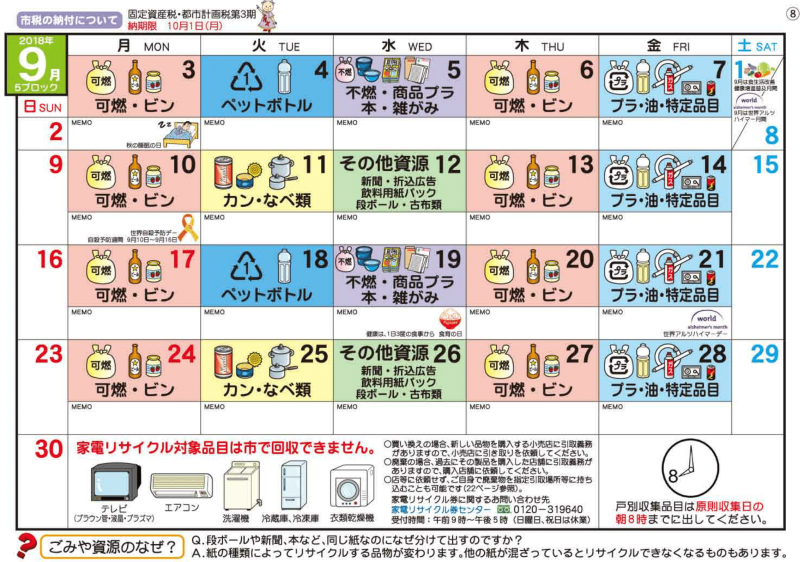 市税の納付について 固定資産税・都市計画税第3期
納期限 10月1日(月)
⑧
2018年
9月
5ブロック
月 MON 火 TUE 水 WED 木 THU 金 FRI 土 SAT
日 SUN
可燃 3
可燃・ビン
1 4
ペットボトル
不燃 5
不燃・商品プラ
本・雑がみ
可燃 6
可燃・ビン
プラ 7
プラ・油・特定品目
1
9月は食生活改善
健康増進普及月間
world
alzheimer's month
9月は世界アルツ
ハイマー月間
8
2
MEMO MEMO MEMO MEMO MEMO
秋の睡眠の日
9
可燃 10
可燃・ビン
11
カン・なべ類
その他資源 12
新聞・折込広告
飲料用紙パック
段ボール・古布類
可燃 13
可燃・ビン
プラ 14
プラ・油・特定品目
15
MEMO MEMO MEMO MEMO MEMO
世界自殺予防デー
自殺予防週間 9月10日〜9月16日
16
可燃 17
可燃・ビン
1 18
ペットボトル
不燃 19
不燃・商品プラ
本・雑がみ
可燃 20
可燃・ビン
プラ 21
プラ・油・特定品目
22
MEMO MEMO MEMO MEMO MEMO
健康は、1日3度の食事から 食育の日
world
alzheimer's month
世界アルツハイマーデー
23
可燃 24
可燃・ビン
25
カン・なべ類
その他資源 26
新聞・折込広告
飲料用紙パック
段ボール・古布類
可燃 27
可燃・ビン
プラ 28
プラ・油・特定品目
29
MEMO MEMO MEMO MEMO MEMO
30
家電リサイクル対象品目は市で回収できません。
テレビ
(ブラウン管・液晶・プラズマ)
エアコン
洗濯機
冷蔵庫、冷凍庫
衣類乾燥機
○買い換えの場合、新しい品物を購入する小売店に引取義務
がありますので、小売店に引き取りを依頼してください。
○廃棄の場合、過去にその製品を購入した店舗に引取義務が
ありますので、購入店舗に依頼してください。
○店等に依頼せず、ご自身で廃棄物を指定引取場所等に持ち
込むことも可能です(22ページ参照)。
家電リサイクル券に関するお問い合わせ先
家電リサイクル券センター 0120−319640
受付時間:午前9時〜午後5時(日曜日、祝日は休業)
8
戸別収集品目は原則収集日の
朝8時までに出してください。
ごみや資源のなぜ?
Q.段ボールや新聞、本など、同じ紙なのになぜ分けて出すのですか?
A.紙の種類によってリサイクルする品物が変わります。他の紙が混ざっているとリサイクルできなくなるものもあります。